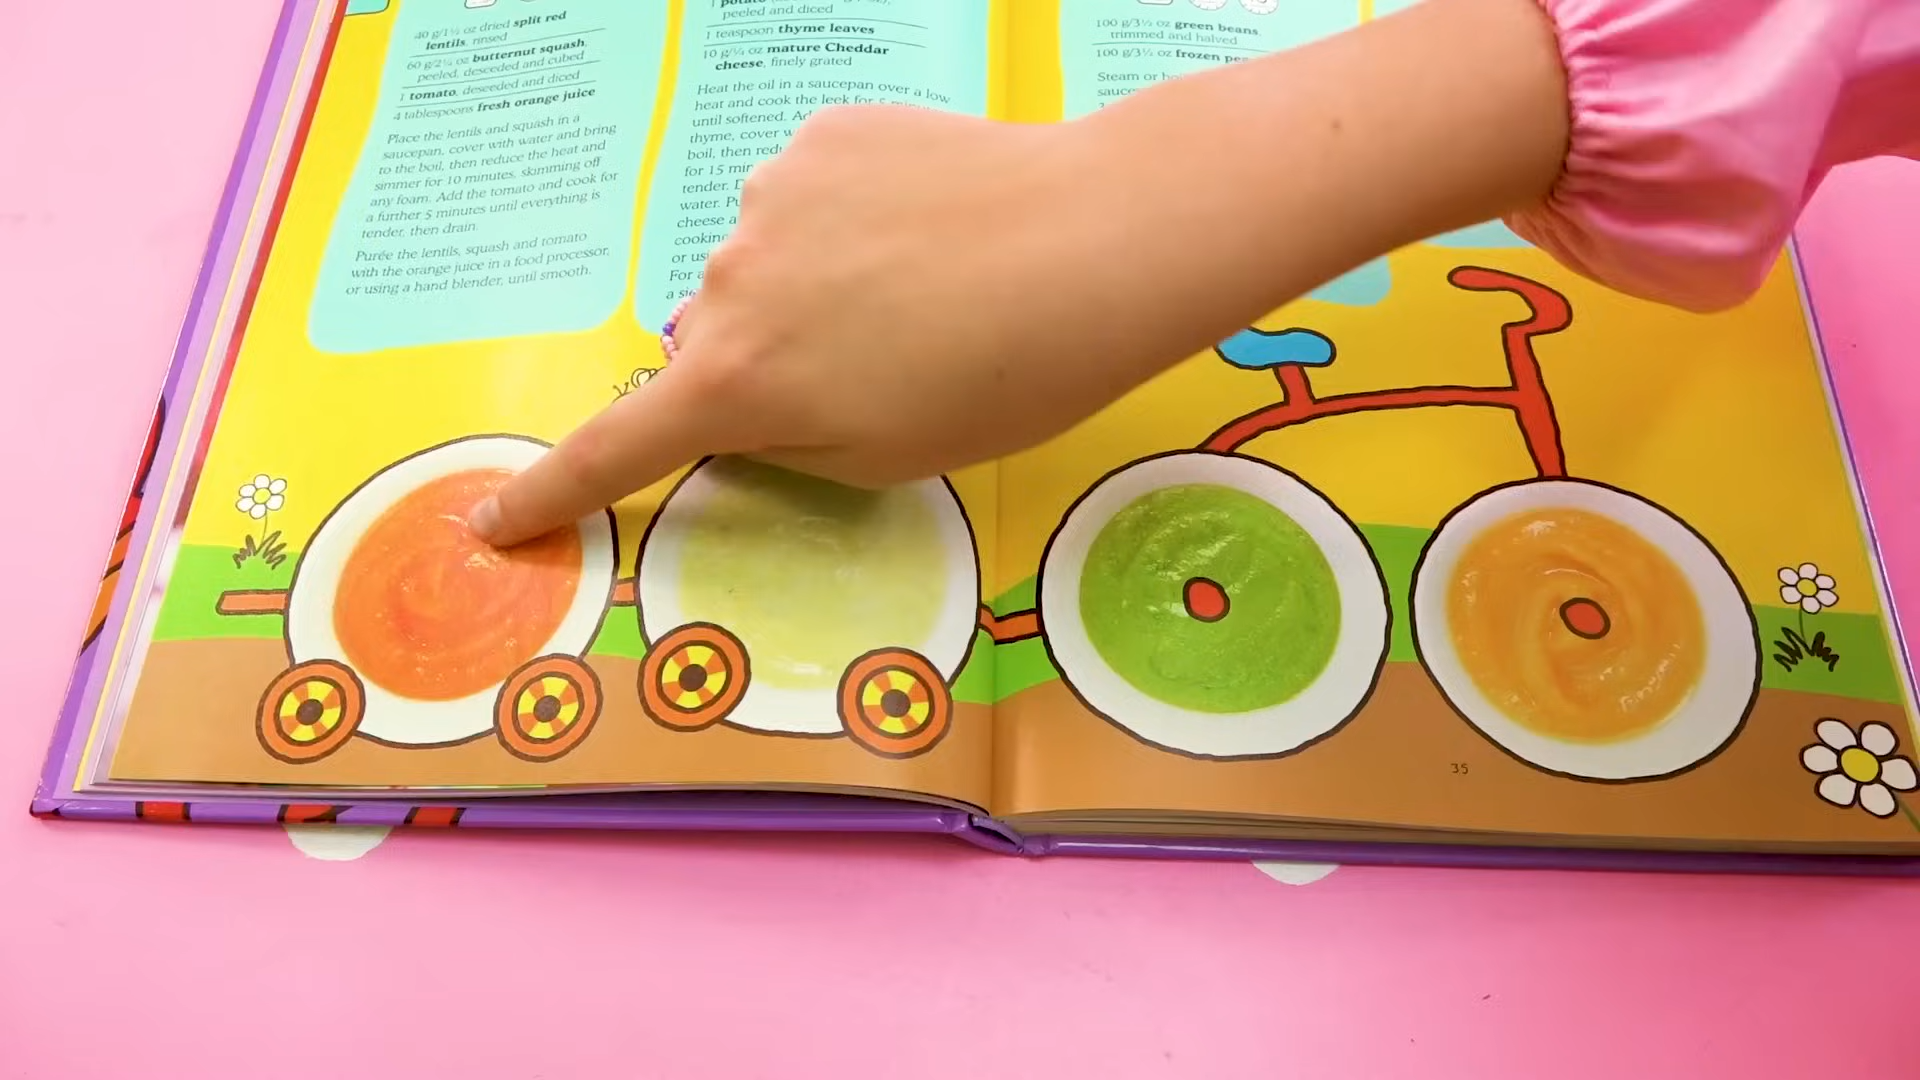 40 g/1½ oz dried split red
lentils, rinsed
60 g/2¼ oz butternut squash,
peeled, deseeded and cubed
1 tomato, deseeded and diced
4 tablespoons fresh orange juice
Place the lentils and squash in a
saucepan, cover with water and bring
to the boil, then reduce the heat and
simmer for 10 minutes, skimming off
any foam. Add the tomato and cook for
a further 5 minutes until everything is
tender, then drain.
Purée the lentils, squash and tomato
with the orange juice in a food processor,
or using a hand blender, until smooth.
1 potato
peeled and diced
1 teaspoon thyme leaves
10 g/¼ oz mature Cheddar
cheese, finely grated
Heat the oil in a saucepan over a low
heat and cook the leek for 5 minutes
until softened.
thyme, cover
boil, then
for 15
tender.
water.
cheese
or
For a
100 g/3½ oz green beans,
trimmed and halved
100 g/3½ oz frozen
Steam or
35